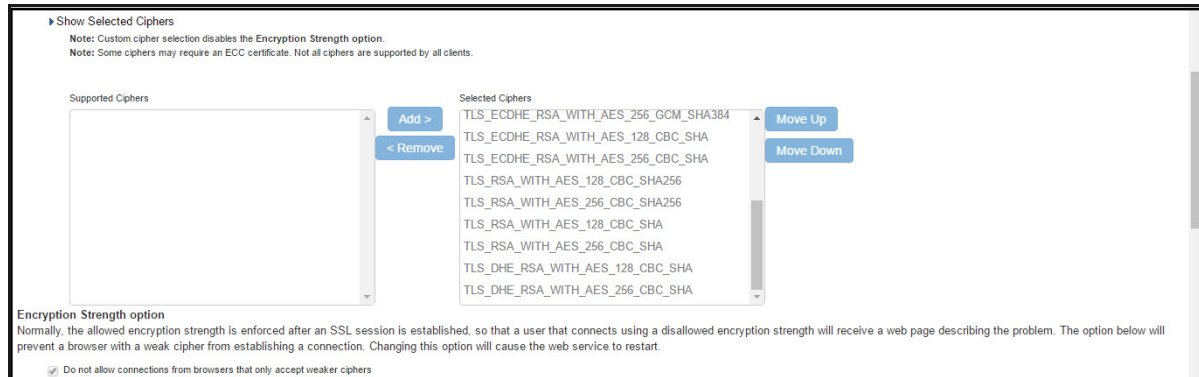 Show Selected Ciphers
Note: Custom cipher selection disables the Encryption Strength option.
Note: Some ciphers may require an ECC certificate. Not all ciphers are supported by all clients.
Supported Ciphers
Add >
< Remove
Selected Ciphers
TLS_ECDHE_RSA_WITH_AES_256_GCM_SHA384
TLS_ECDHE_RSA_WITH_AES_128_CBC_SHA
TLS_ECDHE_RSA_WITH_AES_256_CBC_SHA
TLS_RSA_WITH_AES_128_CBC_SHA256
TLS_RSA_WITH_AES_256_CBC_SHA256
TLS_RSA_WITH_AES_128_CBC_SHA
TLS_RSA_WITH_AES_256_CBC_SHA
TLS_DHE_RSA_WITH_AES_128_CBC_SHA
TLS_DHE_RSA_WITH_AES_256_CBC_SHA
Move Up
Move Down
Encryption Strength option
Normally, the allowed encryption strength is enforced after an SSL session is established, so that a user that connects using a disallowed encryption strength will receive a web page describing the problem. The option below will
prevent a browser with a weak cipher from establishing a connection. Changing this option will cause the web service to restart.
Do not allow connections from browsers that only accept weaker ciphers